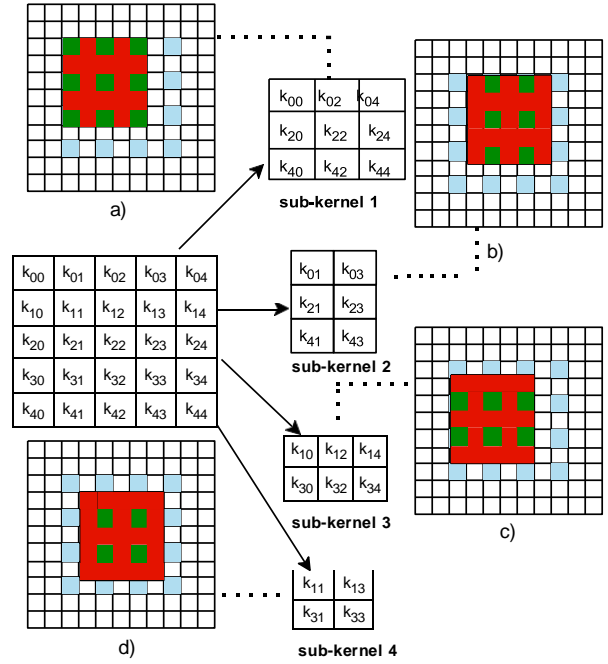 k00 k02 k04
k20 k22 k24
k40 k42 k44
sub-kernel 1
a)
b)
k00 k01 k02 k03 k04
k10 k11 k12 k13 k14
k20 k21 k22 k23 k24
k30 k31 k32 k33 k34
k40 k41 k42 k43 k44
k01 k03
k21 k23
k41 k43
sub-kernel 2
k10 k12 k14
k30 k32 k34
sub-kernel 3
c)
k11 k13
k31 k33
sub-kernel 4
d)